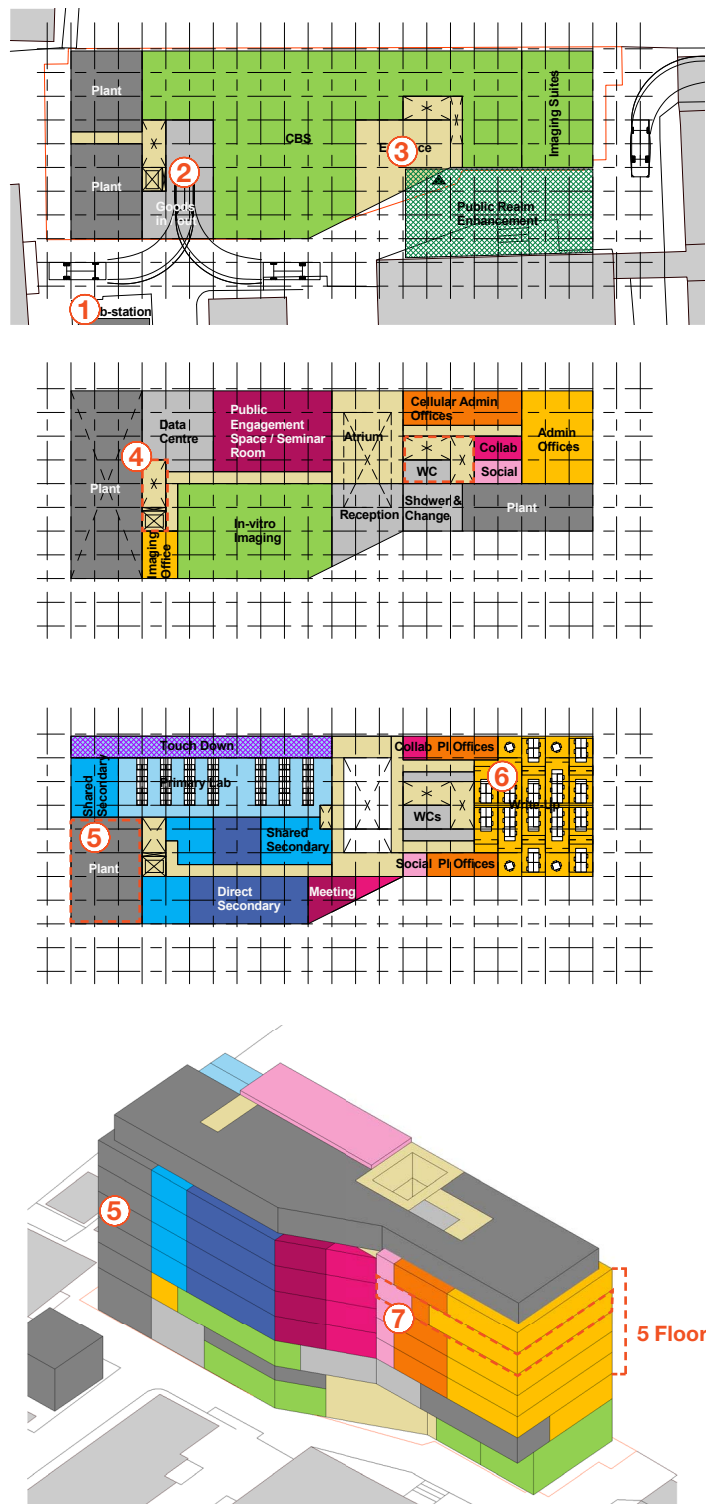 Plant
Imaging Suites
CBS
3
2
Plant
Public Realm
Enhancement
Goods
1
b-station
Cellular Admin
Offices
Public
Engagement
Space / Seminar
Room
Data
Centre
Atrium
Admin
Offices
Collab
4
WC
Social
Plant
Reception
Shower &
Change
Plant
In-vitro
Imaging
Imaging
Office
Touch Down
Collab
PI Offices
Shared
Secondary
Primary Lab
6
Write-up
WCs
5
Shared
Secondary
Plant
Social
PI Offices
Direct
Secondary
Meeting
5
7
5 Floor